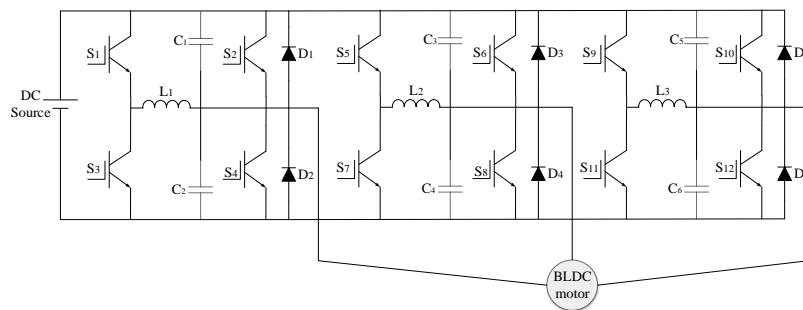 S1
C1
S2
D1
S5
C3
S6
D3
S9
C5
S10
D
DC
Source
L1
L2
L3
S3
C2
S4
D2
S7
C4
S8
D4
S11
C6
S12
D
BLDC
motor